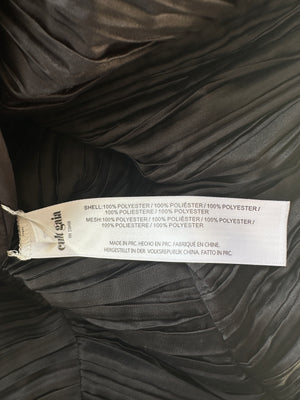 cult gaia
SHELL:100% POLYESTER / 100% POLIÉSTER / 100% POLYESTER /
100% POLIESTERE / 100% POLYESTER
MESH:100% POLYESTER / 100% POLIÉSTER / 100% POLYESTER /
100% POLIESTERE / 100% POLYESTER
MADE IN PRC. HECHO EN PRC. FABRIQUÉ EN CHINE.
HERGESTELLT IN DER. VOLKSREPUBLIK CHINA. FATTO IN PRC.